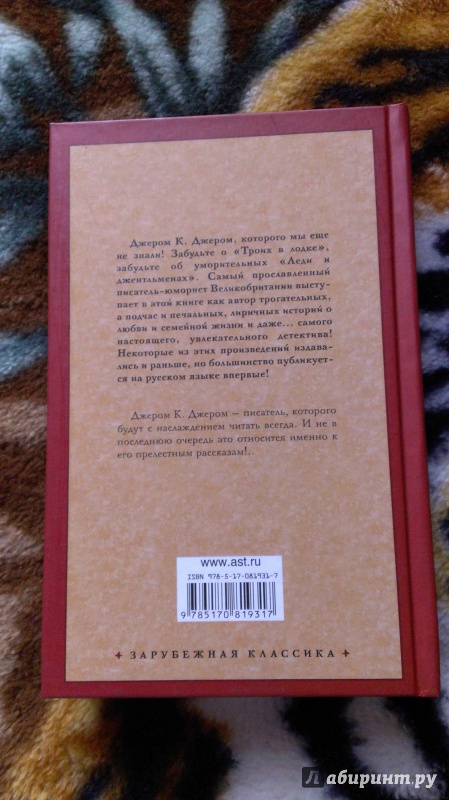 Джером К. Джером, которого мы еще
не знали! Забудьте о «Троих в лодке»,
забудьте об уморительных «Леди и
джентльменах». Самый прославленный
писатель-юморист Великобритании высту-
пает в этой книге как автор трогательных,
а подчас и печальных, лиричных историй о
любви и семейной жизни и даже... самого
настоящего, увлекательного детектива!
Некоторые из этих произведений издава-
лись и раньше, но большинство публикует-
ся на русском языке впервые!
Джером К. Джером — писатель, которого
будут с наслаждением читать всегда. И не в
последнюю очередь это относится именно к
его прелестным рассказам!..
www.ast.ru
ISBN 978-5-17-081931-7
9 785170 819317
ЗАРУБЕЖНАЯ КЛАССИКА
Лабиринт.ру